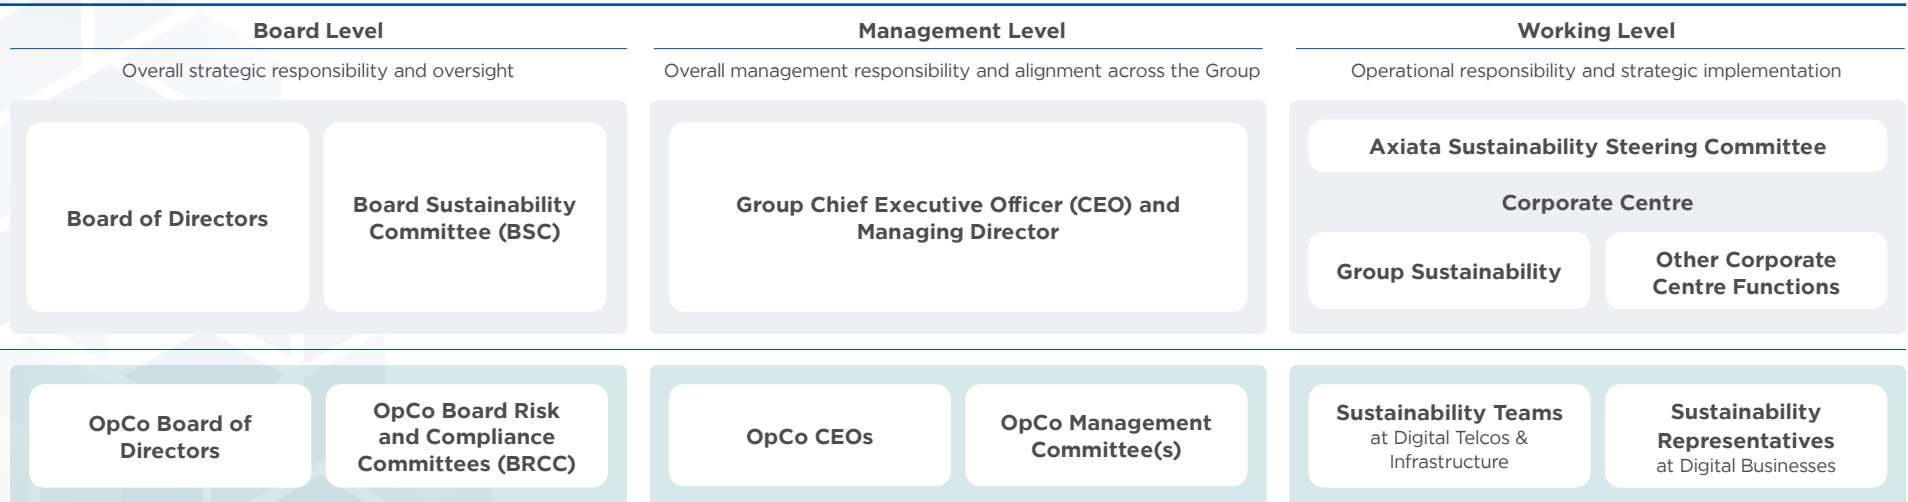 Board Level
Overall strategic responsibility and oversight
Board of Directors
Board Sustainability
Committee (BSC)
Management Level
Overall management responsibility and alignment across the Group
Group Chief Executive Officer (CEO) and
Managing Director
Working Level
Operational responsibility and strategic implementation
Axiata Sustainability Steering Committee
Corporate Centre
Group Sustainability
Other Corporate
Centre Functions
OpCo Board of
Directors
OpCo Board Risk
and Compliance
Committees (BRCC)
OpCo CEOs
OpCo Management
Committee(s)
Sustainability Teams
at Digital Telcos &
Infrastructure
Sustainability
Representatives
at Digital Businesses